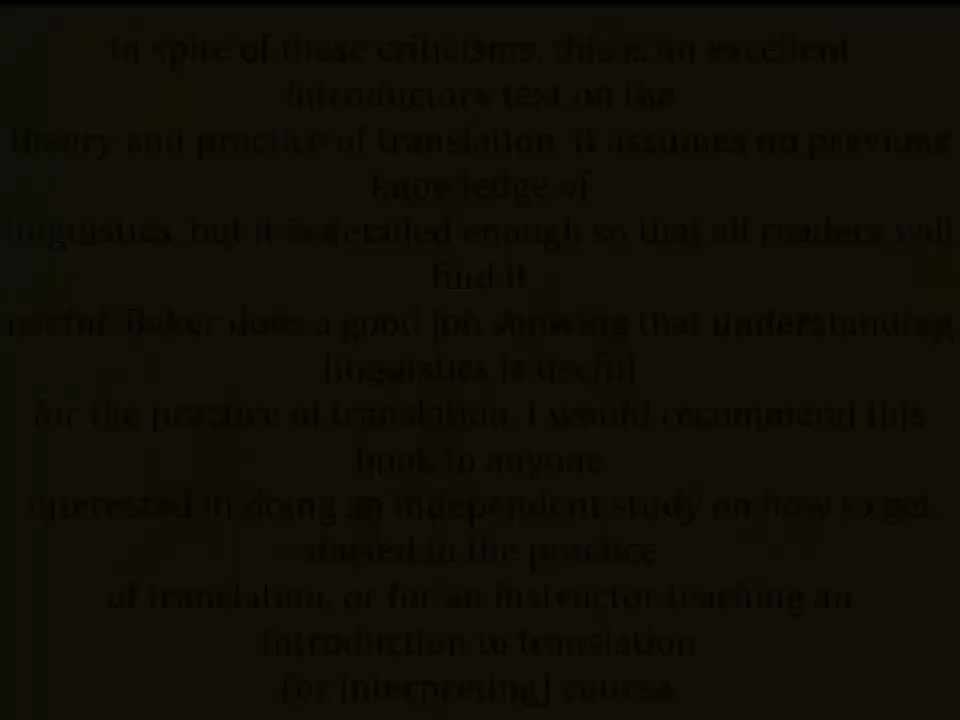 In spite of these criticisms, this is an excellent
introductory text on the
theory and practice of translation. It assumes no previous
knowledge of
linguistics, but it is detailed enough so that all readers will
find it
useful. Baker does a good job showing that understanding
linguistics is useful
for the practice of translation. I would recommend this
book to anyone
interested in doing an independent study on how to get
started in the practice
of translation, or for an instructor teaching an
introduction to translation
[or interpreting] course.